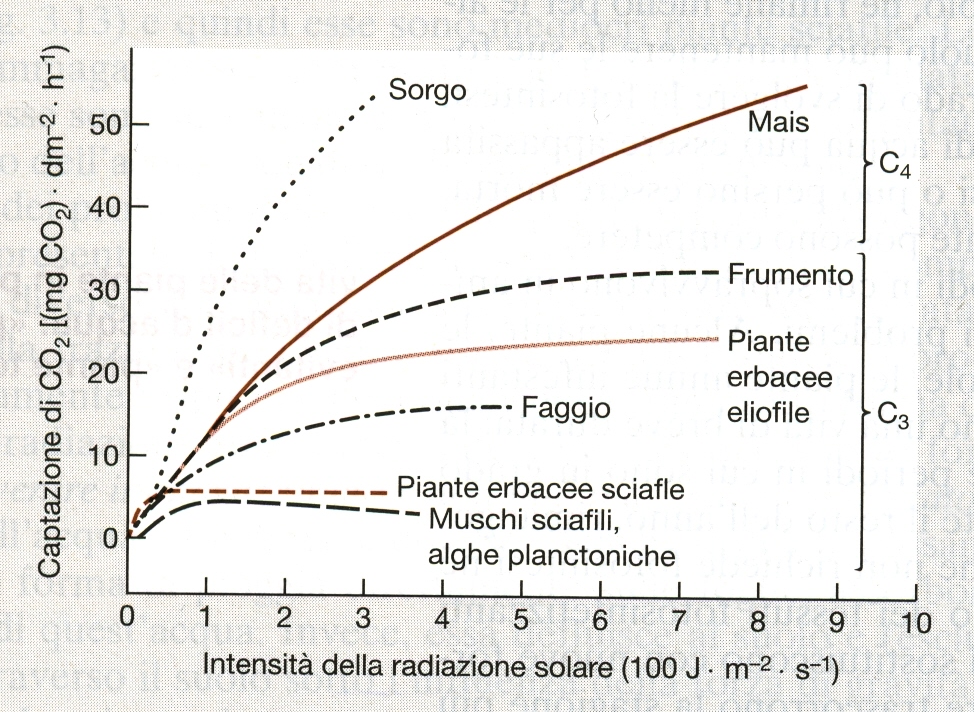 Captazione di CO₂ [(mg CO₂) · dm⁻² · h⁻¹)
50
40
30
20
10
0
Sorgo
Mais
C₄
Frumento
Piante
erbacee
eliofile
Faggio
C₃
Piante erbacee sciafle
Muschi sciafili,
alghe planctoniche
0 1 2 3 4 5 6 7 8 9 10
Intensità della radiazione solare (100 J · m⁻² · s⁻¹)